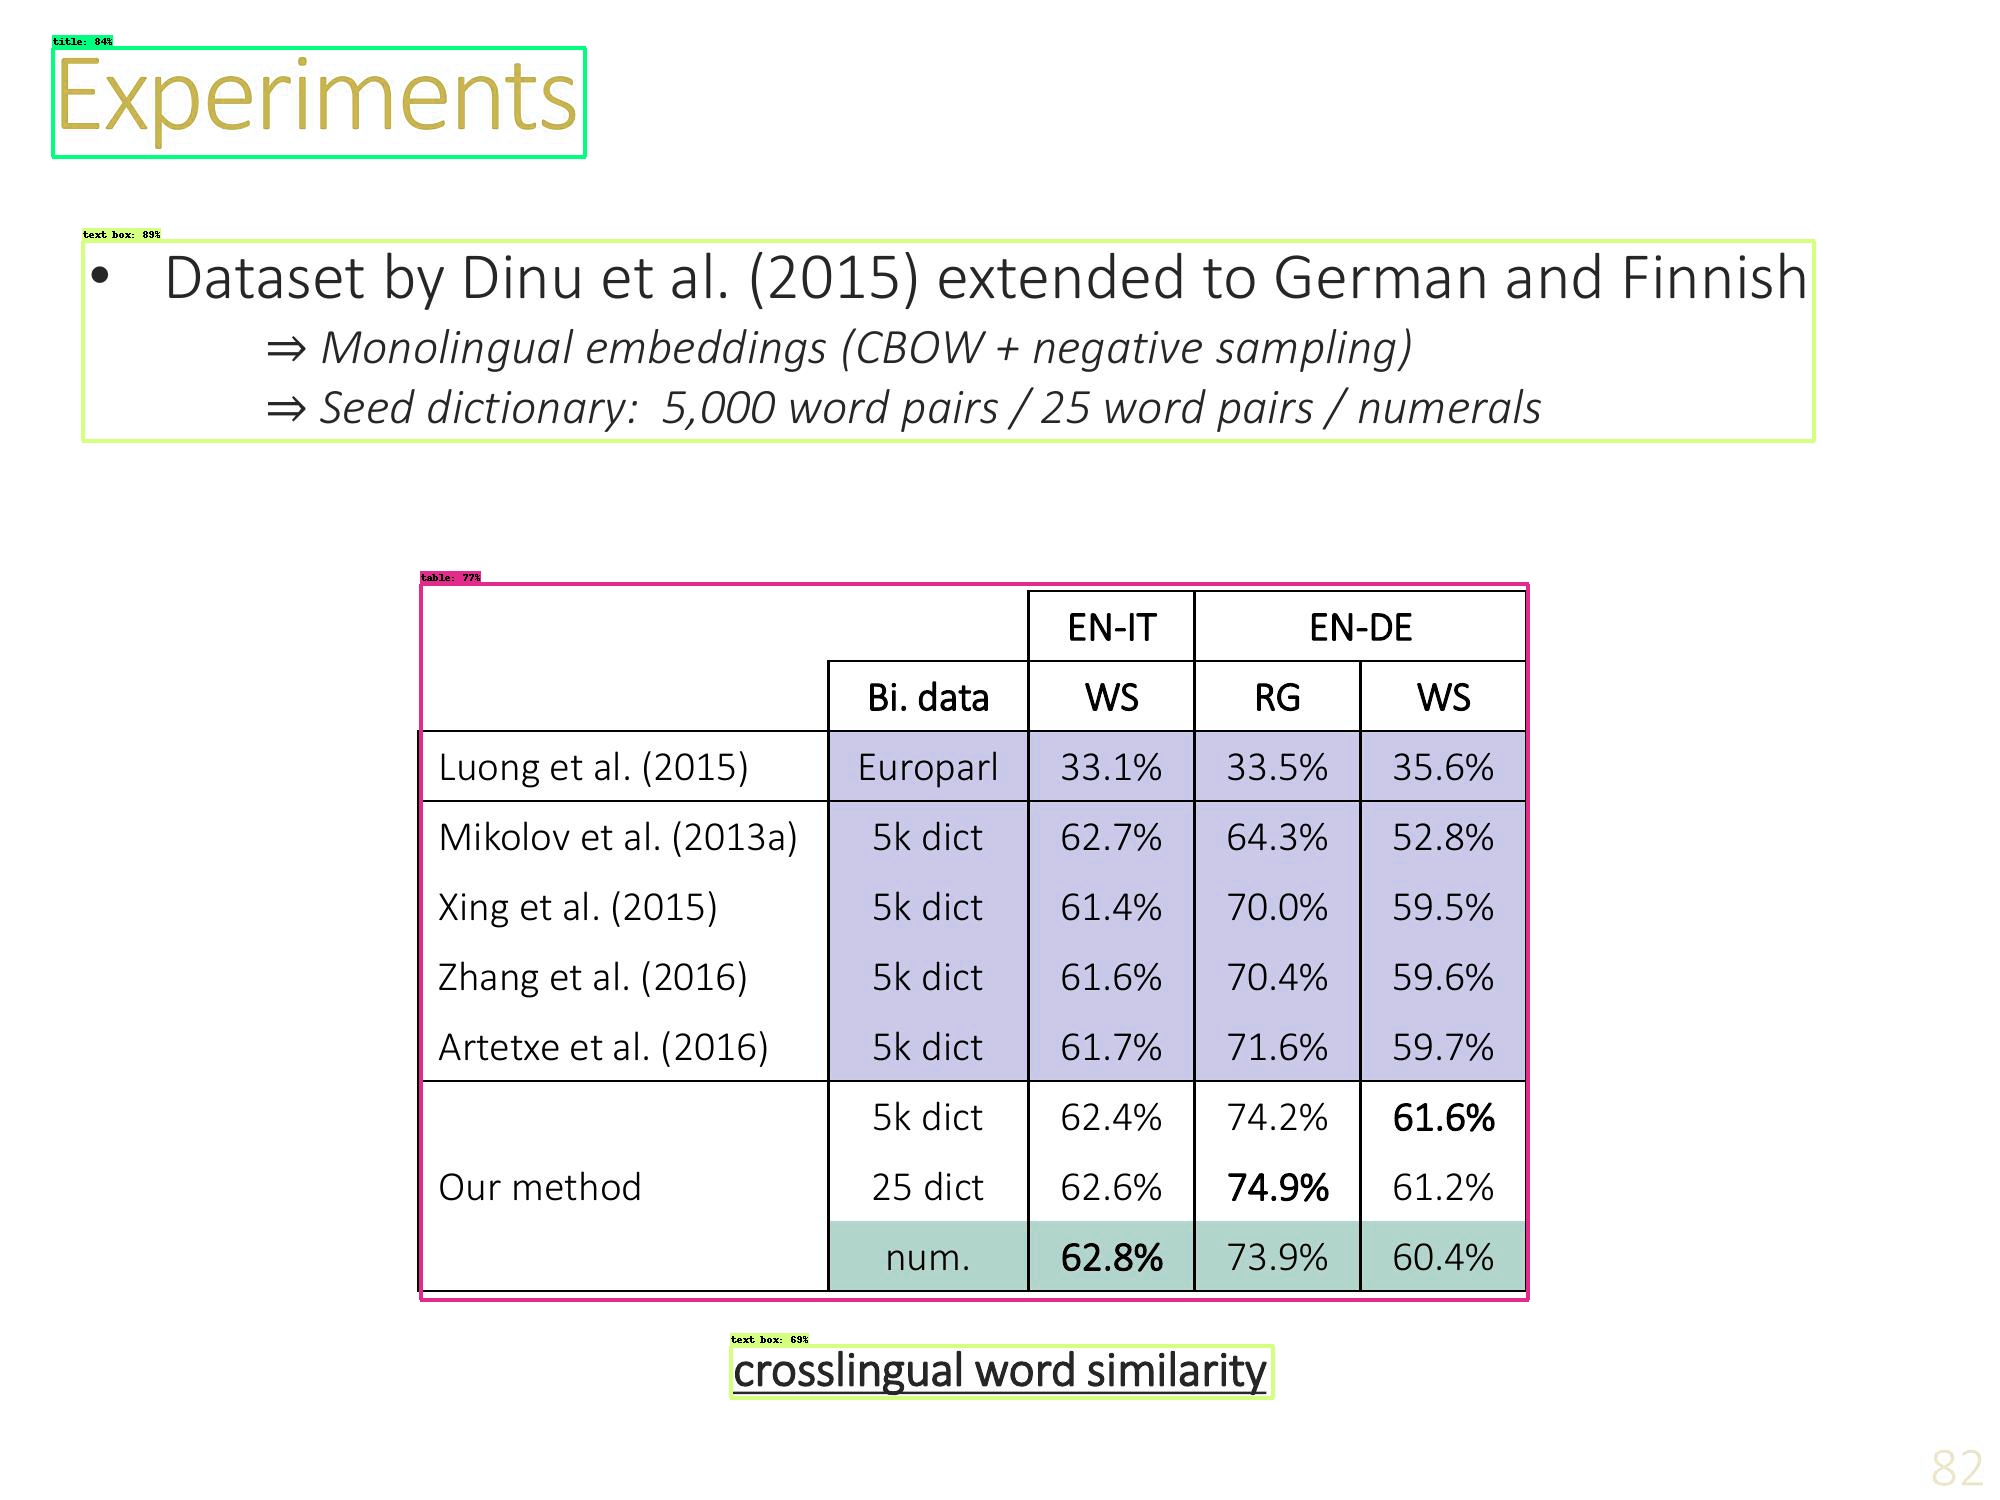 title: 84%
Experiments
text box: 89%
• Dataset by Dinu et al. (2015) extended to German and Finnish
⇒ Monolingual embeddings (CBOW + negative sampling)
⇒ Seed dictionary: 5,000 word pairs / 25 word pairs / numerals
table: 77%
EN-IT EN-DE
Bi. data WS RG WS
Luong et al. (2015) Europarl 33.1% 33.5% 35.6%
Mikolov et al. (2013a) 5k dict 62.7% 64.3% 52.8%
Xing et al. (2015) 5k dict 61.4% 70.0% 59.5%
Zhang et al. (2016) 5k dict 61.6% 70.4% 59.6%
Artetxe et al. (2016) 5k dict 61.7% 71.6% 59.7%
5k dict 62.4% 74.2% 61.6%
Our method 25 dict 62.6% 74.9% 61.2%
num. 62.8% 73.9% 60.4%
text box: 69%
crosslingual word similarity
82